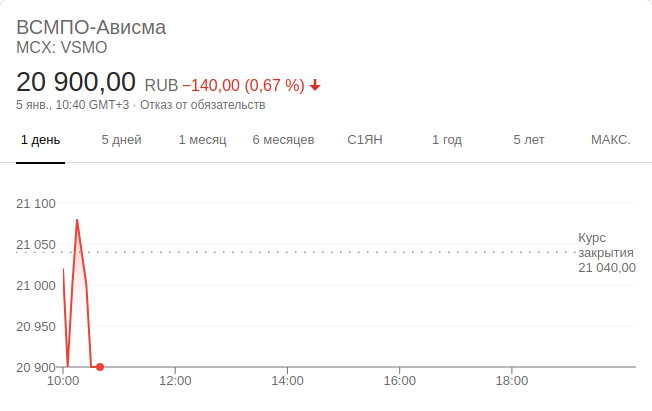 ВСМПО-Ависма
MCX: VSMO
20 900,00 RUB −140,00 (0,67 %)
5 янв., 10:40 GMT+3 · Отказ от обязательств
1 день 5 дней 1 месяц 6 месяцев С1ЯН 1 год 5 лет МАКС.
21 100
21 050
21 000
20 950
20 900
Курс
закрытия
21 040,00
10:00 12:00 14:00 16:00 18:00